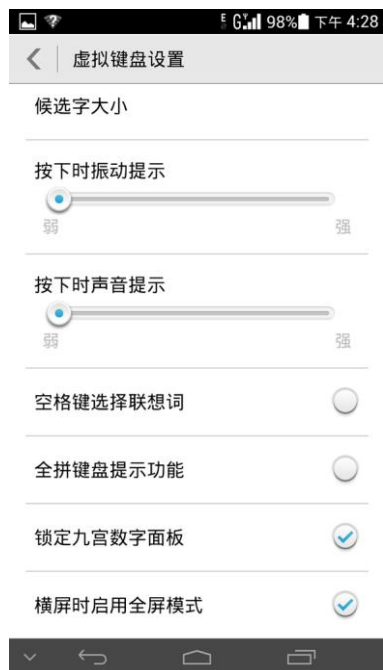 E G 98% 下午 4:28
虚拟键盘设置
候选字大小
按下时振动提示
弱 强
按下时声音提示
弱 强
空格键选择联想词
全拼键盘提示功能
锁定九宫数字面板
横屏时启用全屏模式